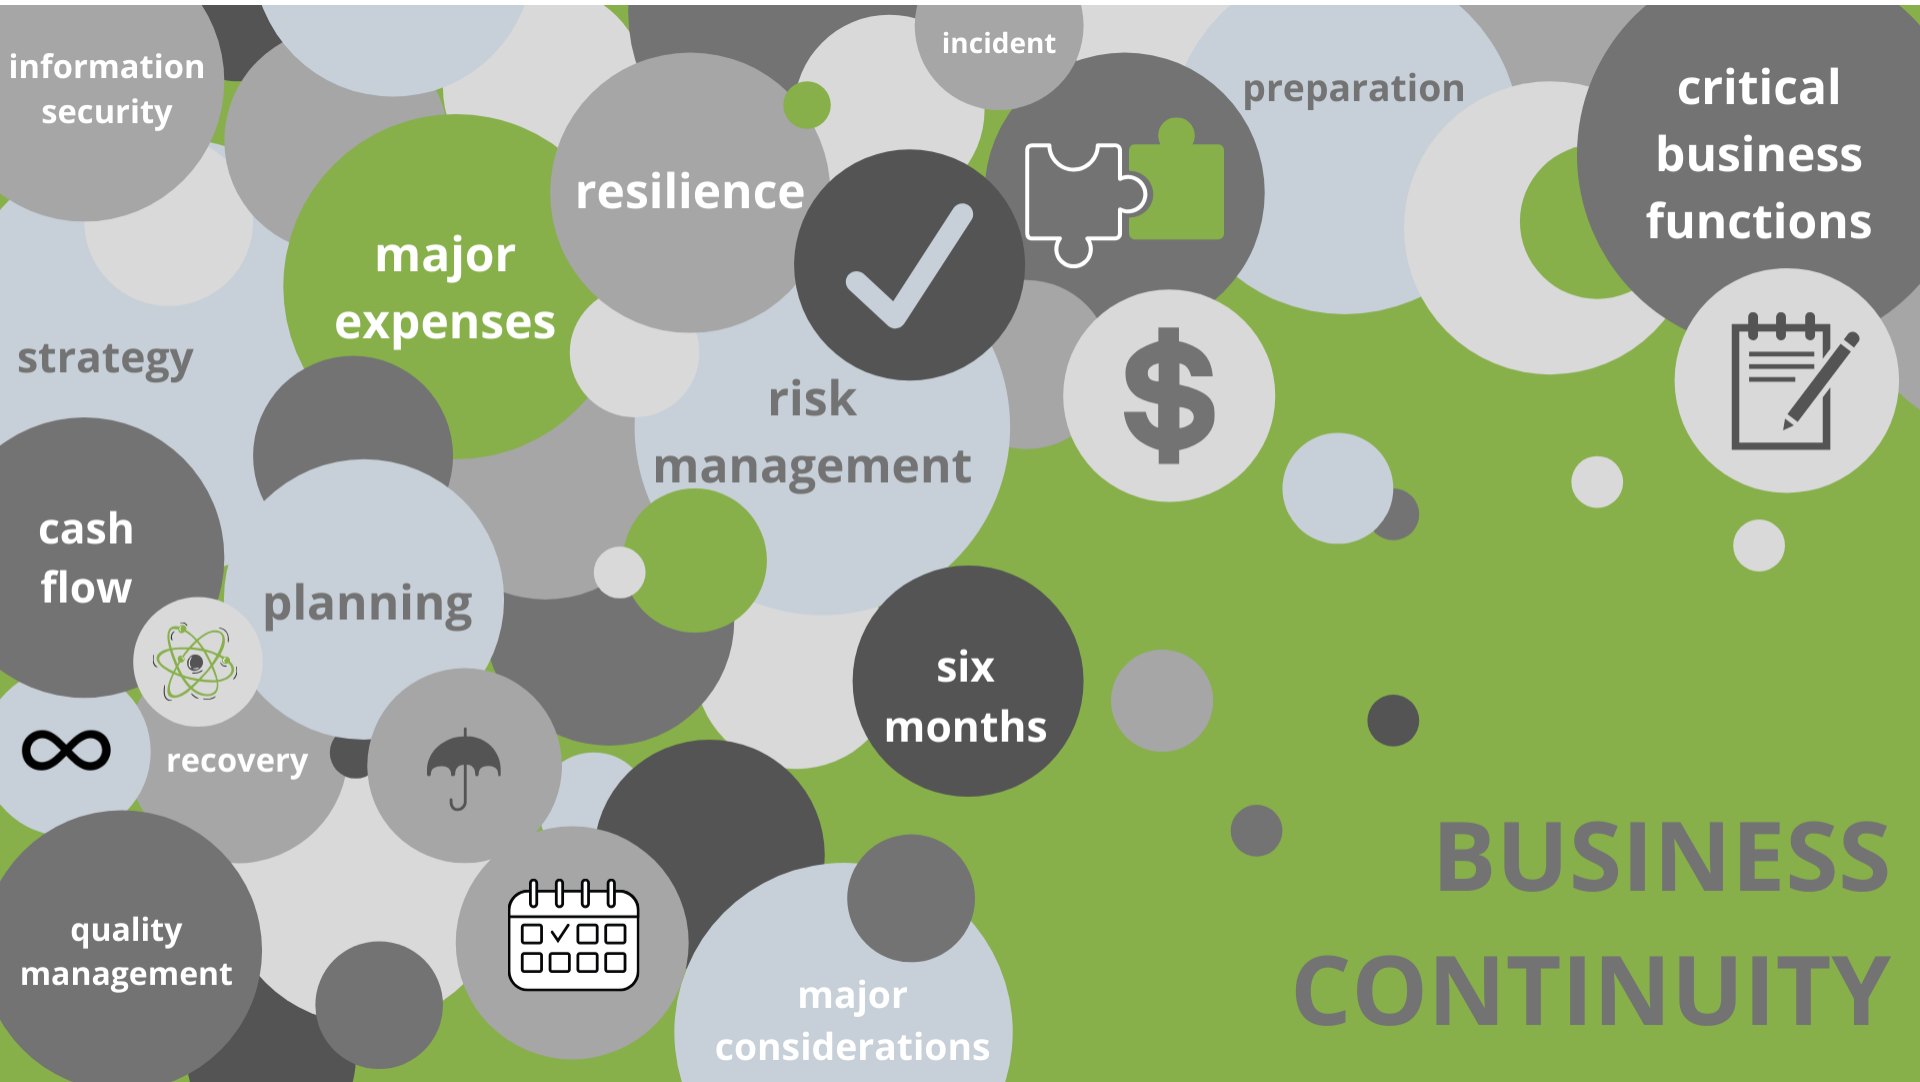 information
security
incident
preparation
critical
business
functions
resilience
major
expenses
strategy
risk
management
$
cash
flow
planning
six
months
recovery
quality
management
major
considerations
BUSINESS
CONTINUITY